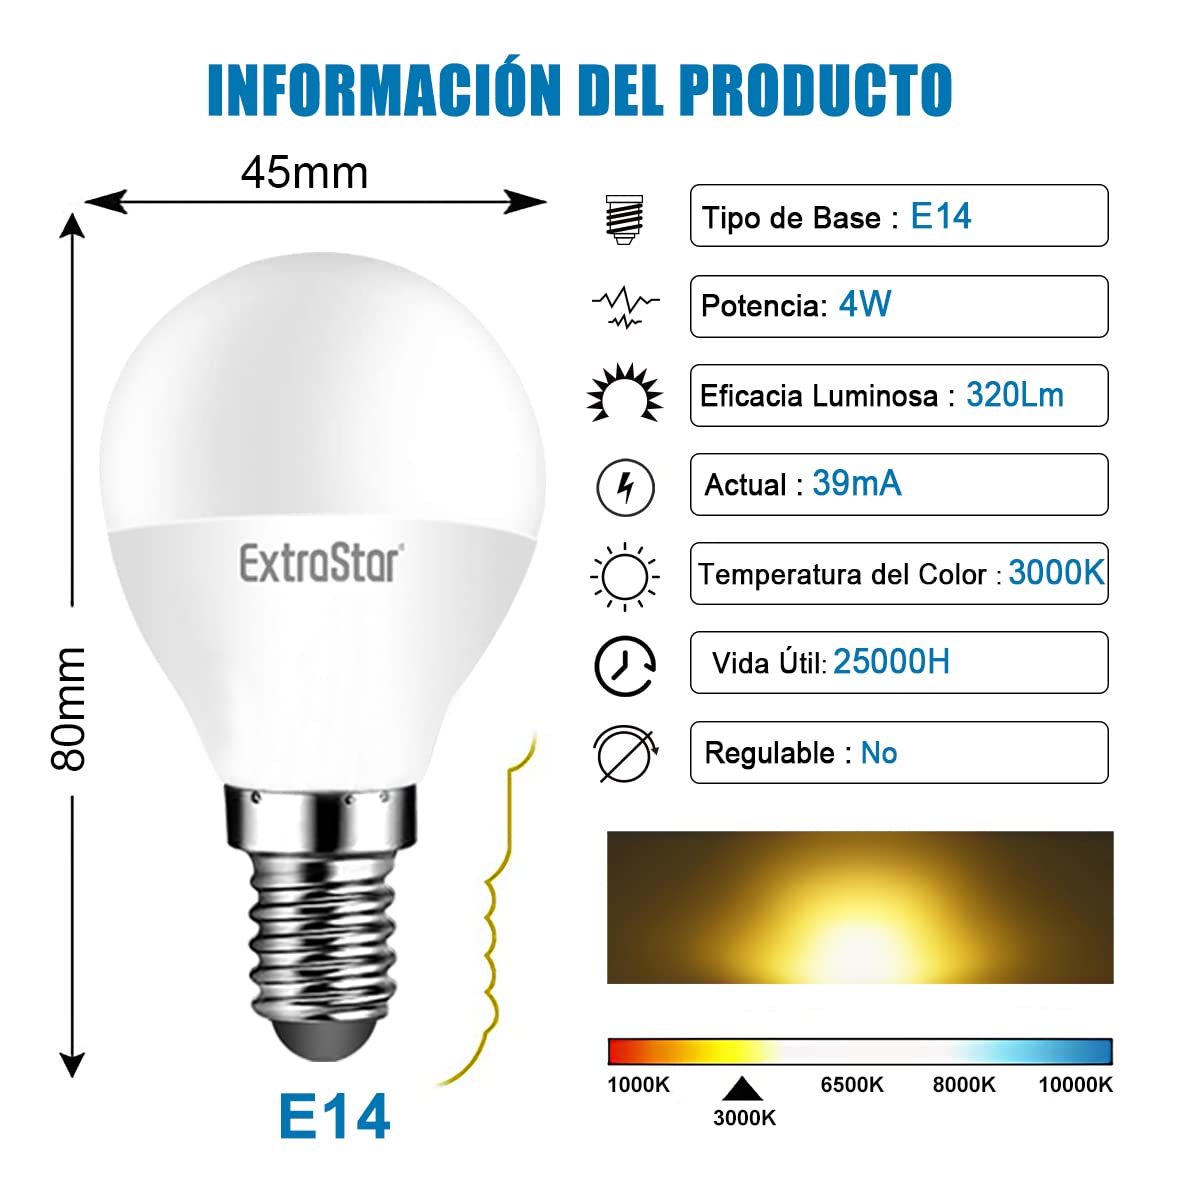 INFORMACIÓN DEL PRODUCTO
45mm
80mm
ExtraStar®
E14
Tipo de Base : E14
Potencia: 4W
Eficacia Luminosa : 320Lm
Actual : 39mA
Temperatura del Color : 3000K
Vida Útil: 25000H
Regulable : No
1000K 6500K 8000K 10000K
3000K